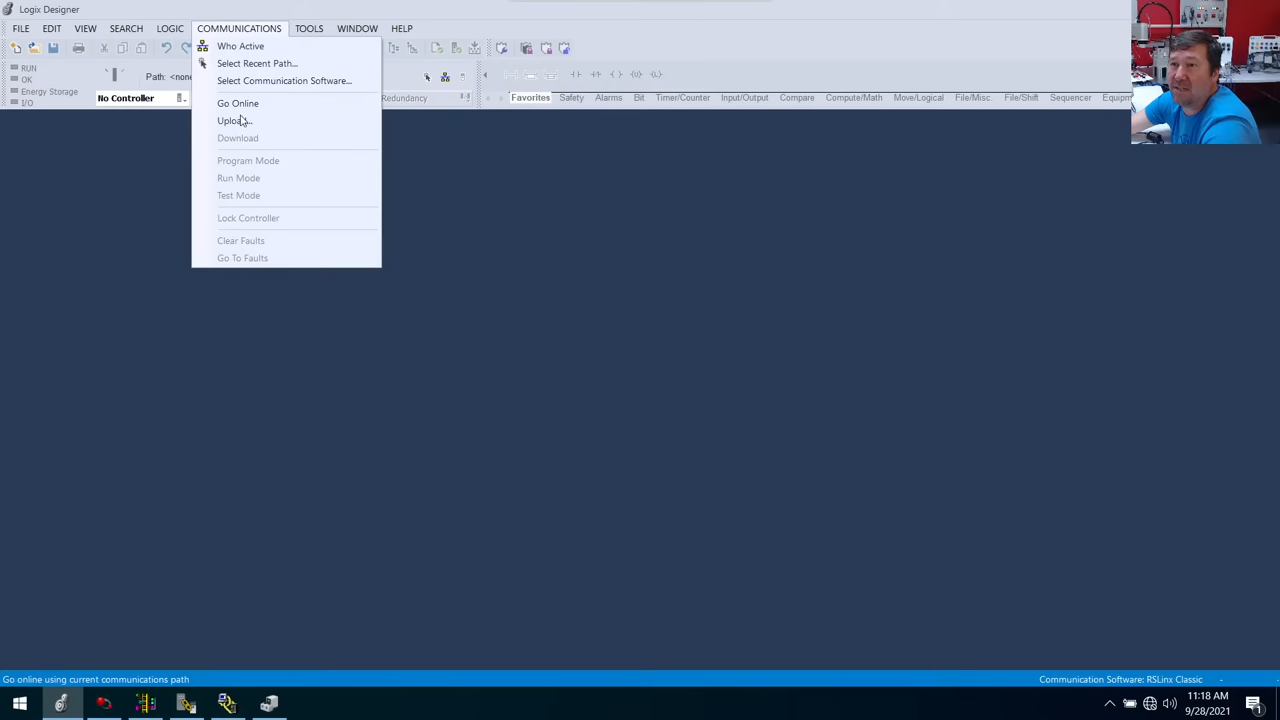 Logix Designer
FILE EDIT VIEW SEARCH LOGIC COMMUNICATIONS TOOLS WINDOW HELP
Who Active
Select Recent Path...
Select Communication Software...
Go Online
Upload...
Download
Program Mode
Run Mode
Test Mode
Lock Controller
Clear Faults
Go To Faults
RUN
OK
Energy Storage
I/O
Path: <none
No Controller
Redundancy
Favorites Safety Alarms Bit Timer/Counter Input/Output Compare Compute/Math Move/Logical File/Misc. File/Shift Sequencer Equipm
Go online using current communications path
Communication Software: RSLinx Classic
11:18 AM
9/28/2021
1